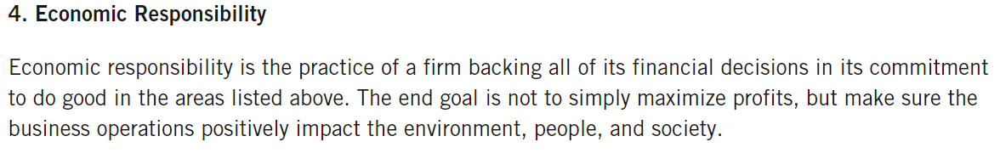 4. Economic Responsibility
Economic responsibility is the practice of a firm backing all of its financial decisions in its commitment
to do good in the areas listed above. The end goal is not to simply maximize profits, but make sure the
business operations positively impact the environment, people, and society.